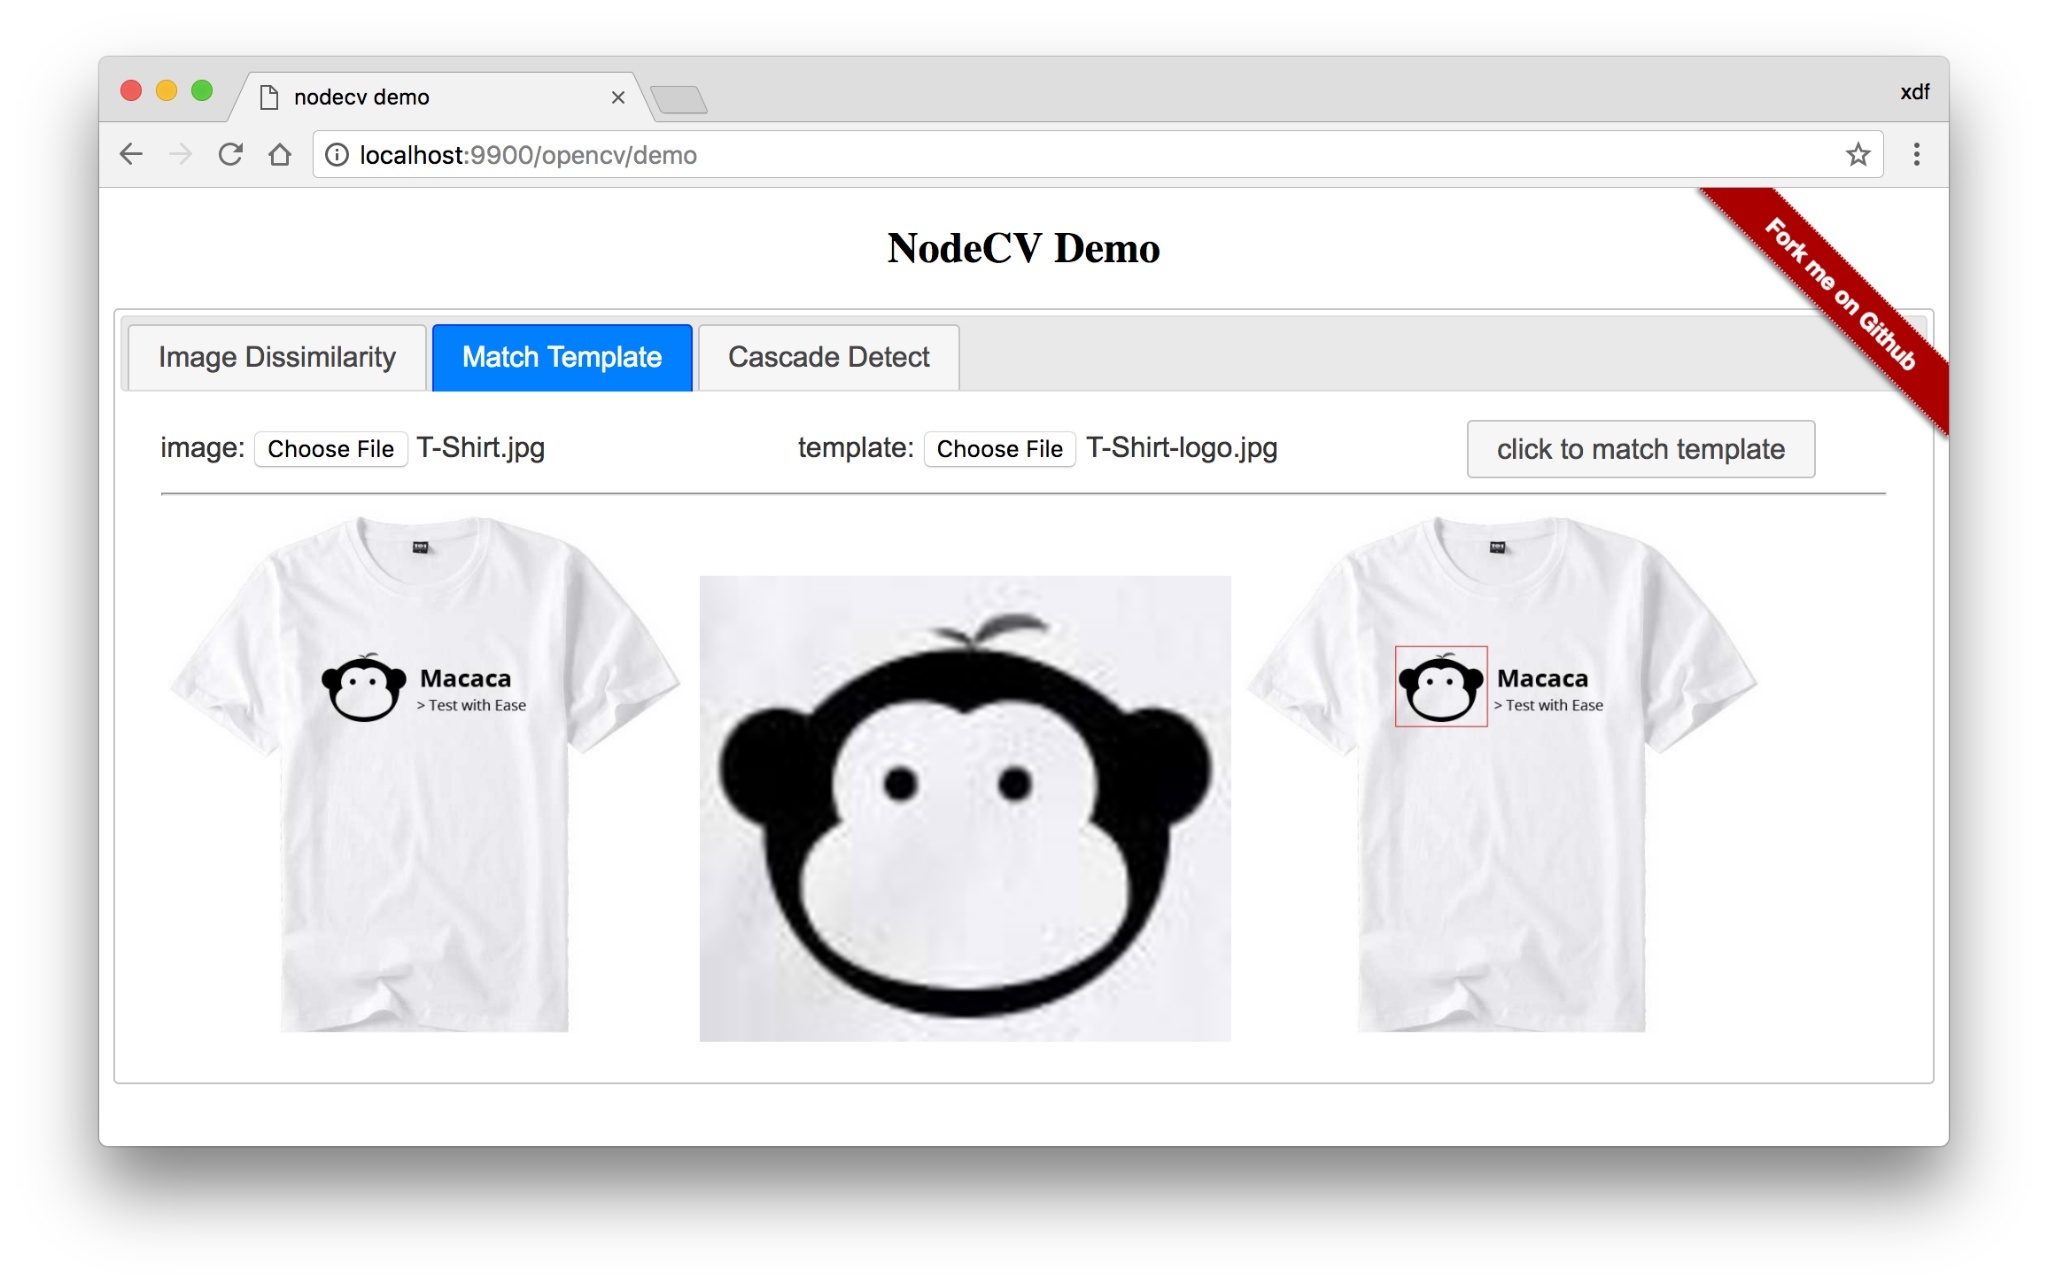 nodecv demo
xdf
localhost:9900/opencv/demo
NodeCV Demo
Fork me on Github
Image Dissimilarity
Match Template
Cascade Detect
image: Choose File T-Shirt.jpg
template: Choose File T-Shirt-logo.jpg
click to match template
Macaca
> Test with Ease
Macaca
> Test with Ease